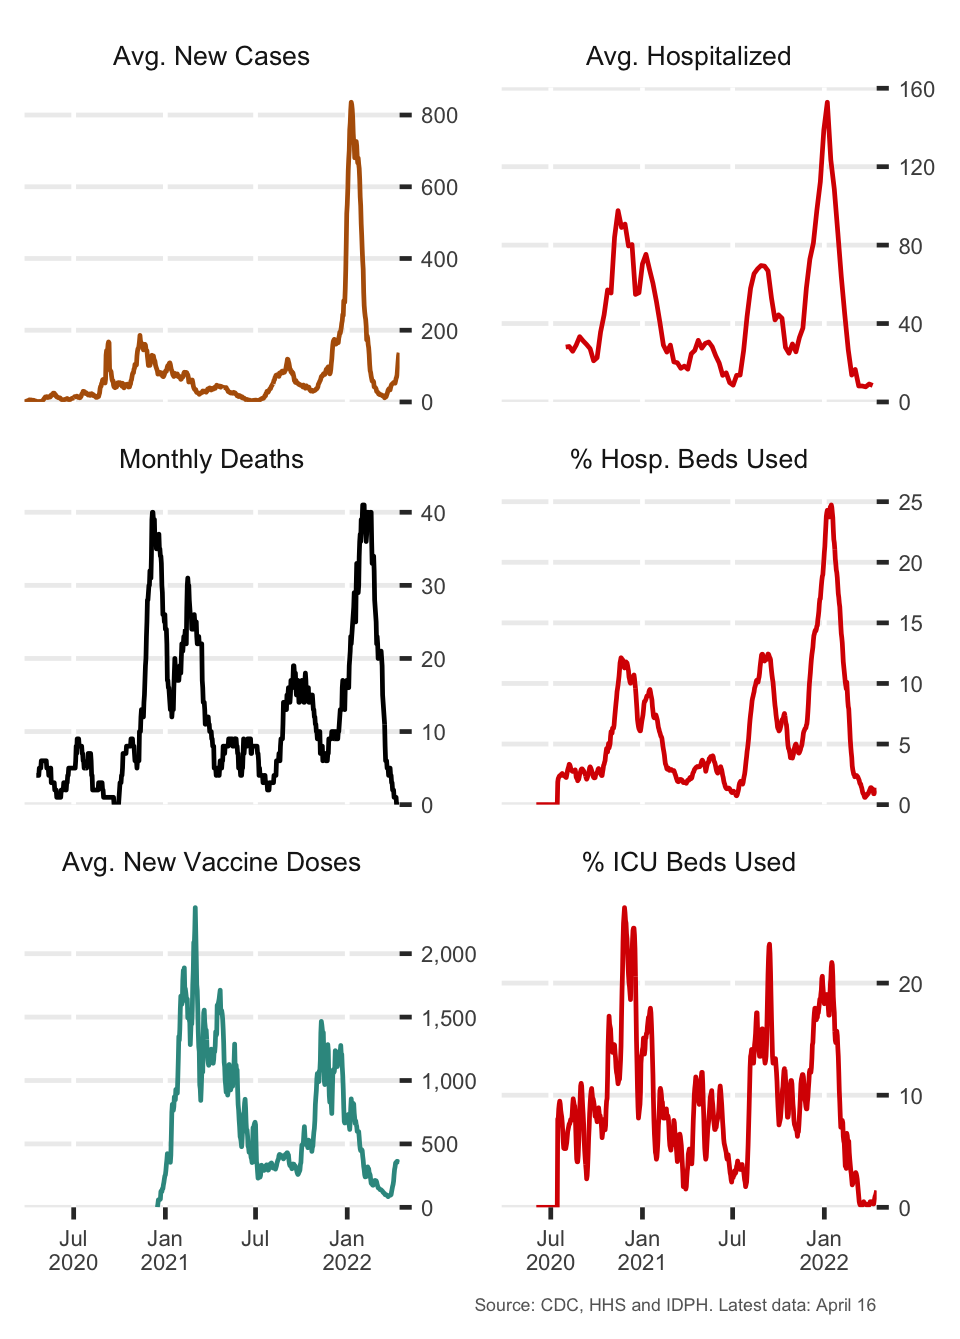 Avg. New Cases
800
600
400
200
0
Avg. Hospitalized
160
120
80
40
0
Monthly Deaths
40
30
20
10
0
% Hosp. Beds Used
25
20
15
10
5
0
Avg. New Vaccine Doses
2,000
1,500
1,000
500
0
Jul Jan Jul Jan
2020 2021 2022
% ICU Beds Used
20
10
0
Jul Jan Jul Jan
2020 2021 2022
Source: CDC, HHS and IDPH. Latest data: April 16